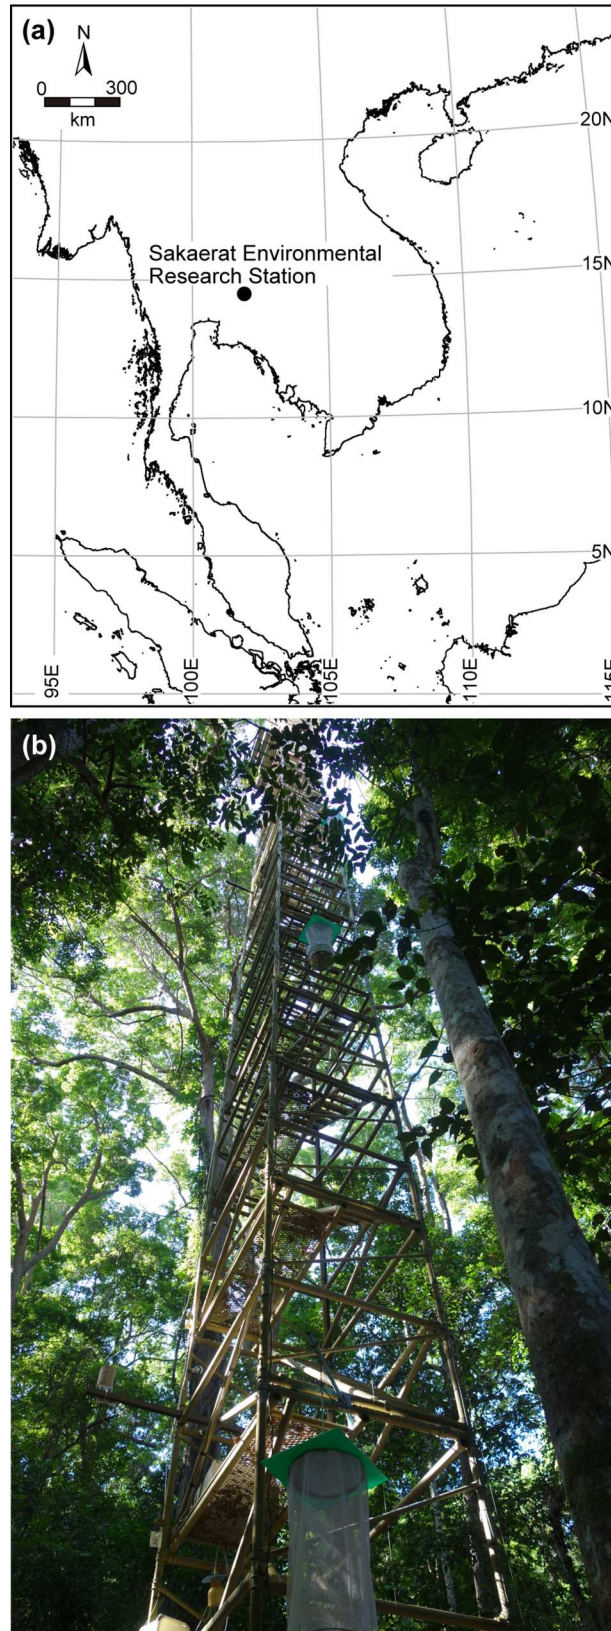 (a)
N
0 300
km
20N
Sakaerat Environmental
Research Station
15N
10N
5N
95E
100E
105E
110E
115E
(b)